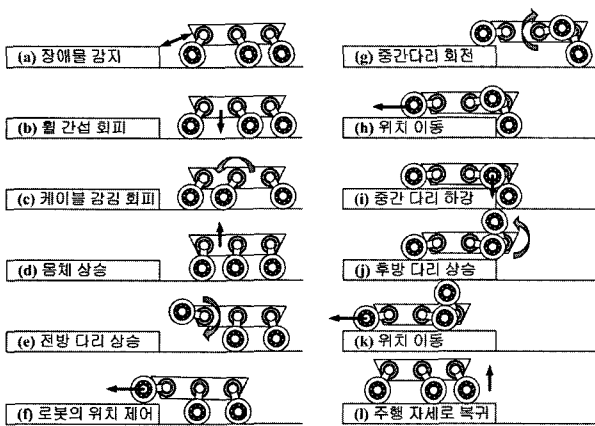 (a) 장애물 감지
(b) 휠 간섭 회피
(c) 케이블 감김 회피
(d) 몸체 상승
(e) 전방 다리 상승
(f) 로봇의 위치 제어
(g) 중간다리 회전
(h) 위치 이동
(i) 중간 다리 하강
(j) 후방 다리 상승
(k) 위치 이동
(l) 주행 자세로 복귀